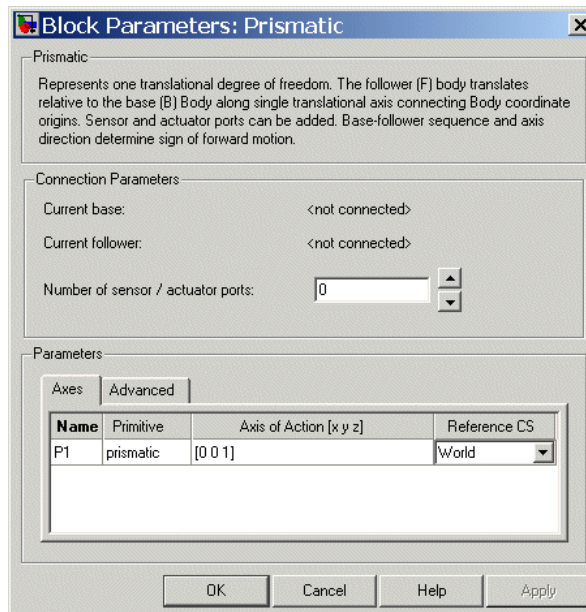 Block Parameters: Prismatic
Prismatic
Represents one translational degree of freedom. The follower (F) body translates
relative to the base (B) Body along single translational axis connecting Body coordinate
origins. Sensor and actuator ports can be added. Base-follower sequence and axis
direction determine sign of forward motion.
Connection Parameters
Current base: <not connected>
Current follower: <not connected>
Number of sensor / actuator ports: 0
Parameters
Axes Advanced
Name Primitive Axis of Action [x y z] Reference CS
P1 prismatic [0 0 1] World
OK Cancel Help Apply